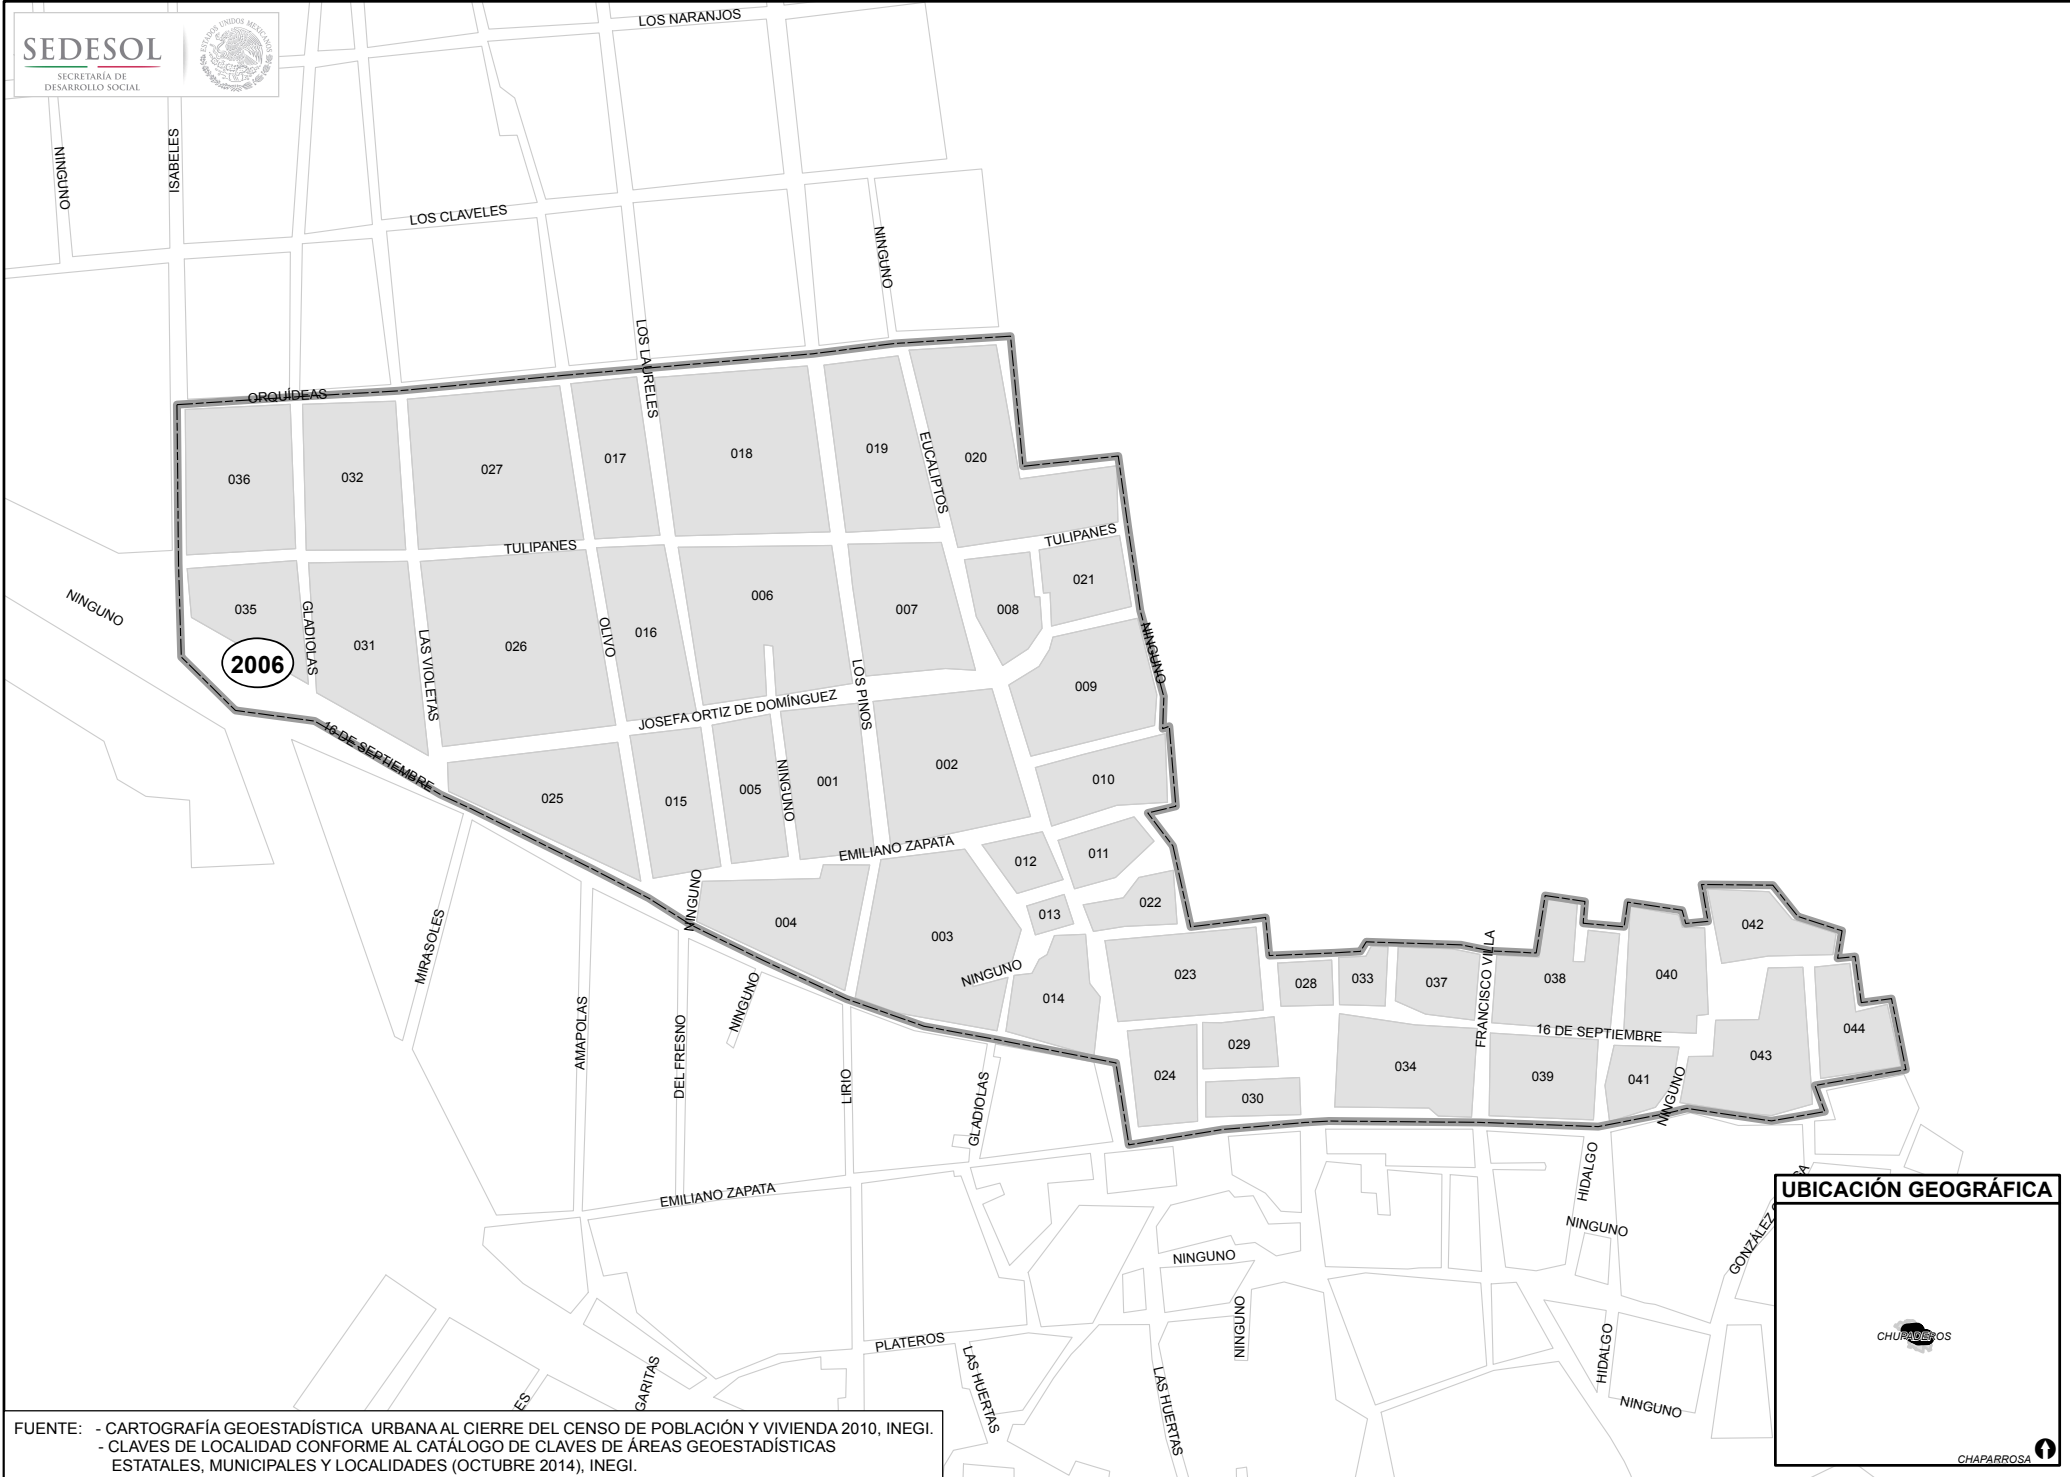 LOS NARANJOS
SEDESOL
SECRETARÍA DE
DESARROLLO SOCIAL
ESTADOS UNIDOS MEXICANOS
NINGUNO
ISABELES
LOS CLAVELES
NINGUNO
LOS LAURELES
ORQUÍDEAS
036
032
027
017
018
019
EUCALIPTOS
020
TULIPANES
TULIPANES
NINGUNO
035
GLADIOLAS
031
LAS VIOLETAS
026
OLIVO
016
006
007
008
021
NINGUNO
2006
LOS PINOS
009
JOSEFA ORTIZ DE DOMÍNGUEZ
16 DE SEPTIEMBRE
025
015
005
NINGUNO
001
002
010
EMILIANO ZAPATA
012
011
NINGUNO
004
003
013
022
MIRASOLES
NINGUNO
014
023
028
033
037
FRANCISCO VILLA
038
040
042
AMAPOLAS
DEL FRESNO
NINGUNO
LIRIO
GLADIOLAS
024
029
030
034
16 DE SEPTIEMBRE
039
041
NINGUNO
043
044
EMILIANO ZAPATA
HIDALGO
NINGUNO
NINGUNO
GONZÁLEZ
UBICACIÓN GEOGRÁFICA
CHUPADEROS
CHAPARROSA
PLATEROS
LAS HUERTAS
LAS HUERTAS
NINGUNO
HIDALGO
NINGUNO
ES
GARITAS
FUENTE: - CARTOGRAFÍA GEOESTADÍSTICA URBANA AL CIERRE DEL CENSO DE POBLACIÓN Y VIVIENDA 2010, INEGI.
- CLAVES DE LOCALIDAD CONFORME AL CATÁLOGO DE CLAVES DE ÁREAS GEOESTADÍSTICAS
ESTATALES, MUNICIPALES Y LOCALIDADES (OCTUBRE 2014), INEGI.